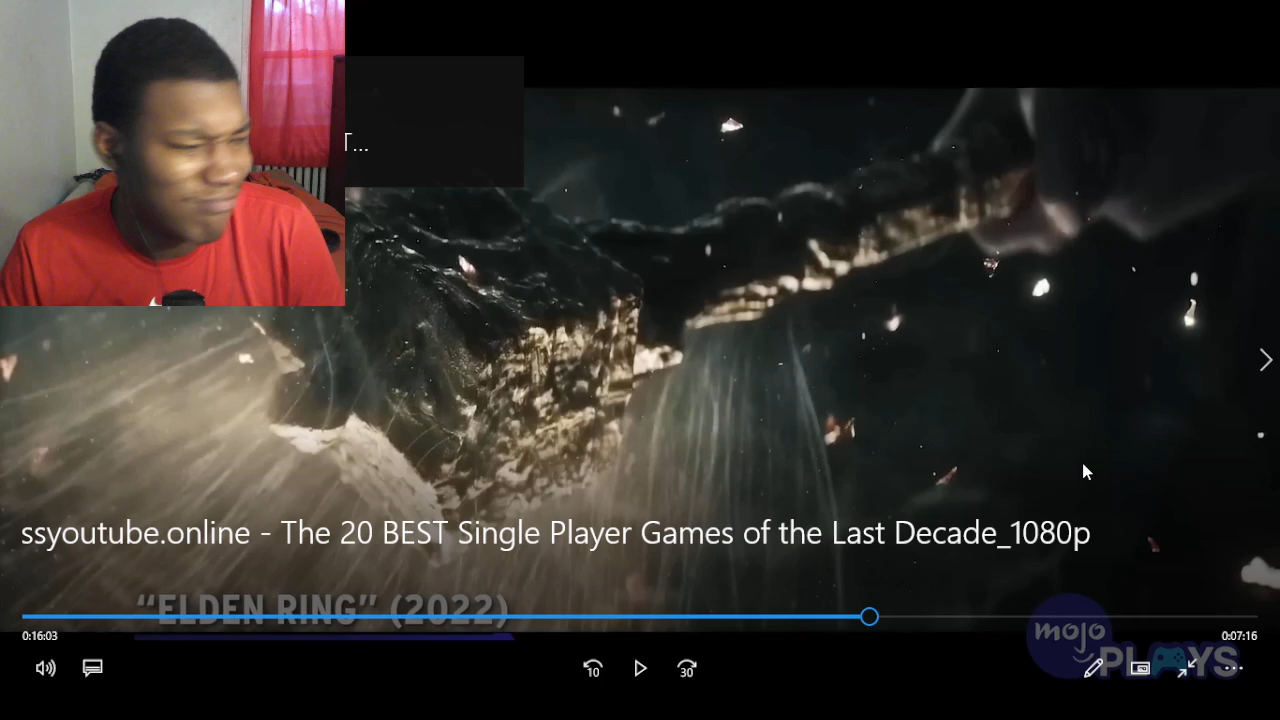 T...
ssyoutube.online - The 20 BEST Single Player Games of the Last Decade_1080p
“ELDEN RING” (2022)
0:16:03
0:07:16
mojo
PLAYS
10
30